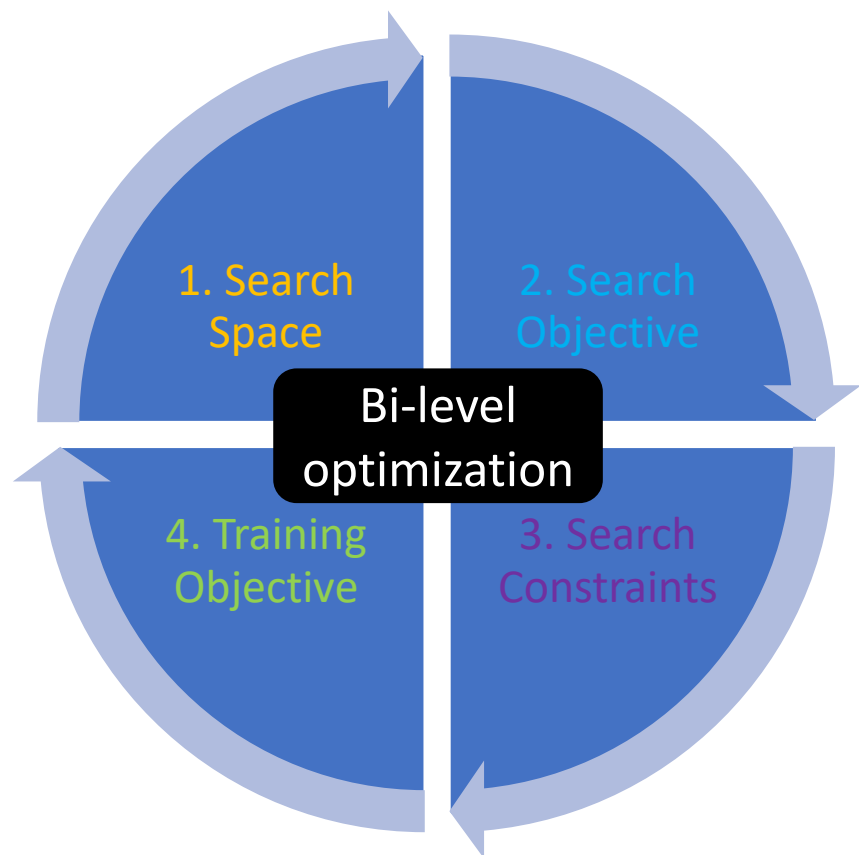 1. Search
Space
2. Search
Objective
Bi-level
optimization
4. Training
Objective
3. Search
Constraints